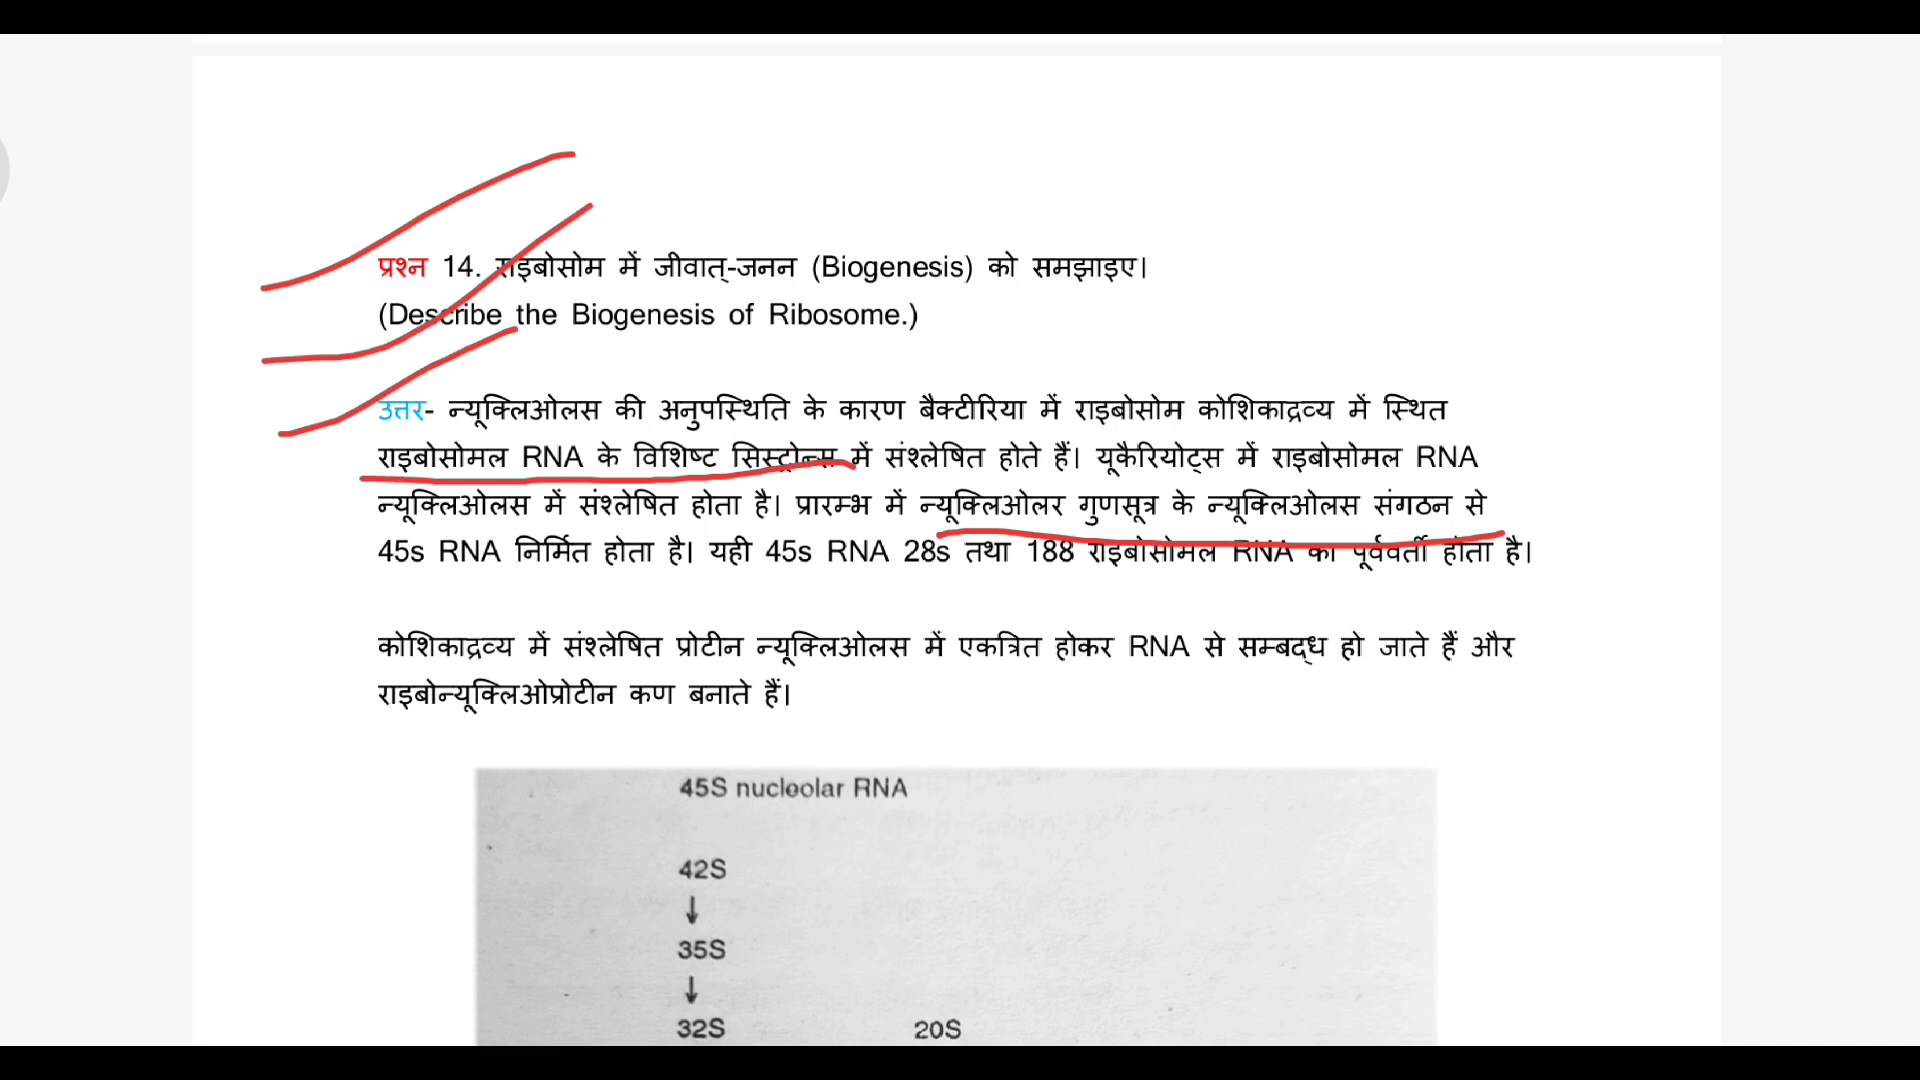 प्रश्न 14. राइबोसोम में जीवात्-जनन (Biogenesis) को समझाइए।
(Describe the Biogenesis of Ribosome.)
उत्तर- न्यूक्लिओलस की अनुपस्थिति के कारण बैक्टीरिया में राइबोसोम कोशिकाद्रव्य में स्थित
राइबोसोमल RNA के विशिष्ट सिस्ट्रोन्स में संश्लेषित होते हैं। यूकैरियोट्स में राइबोसोमल RNA
न्यूक्लिओलस में संश्लेषित होता है। प्रारम्भ में न्यूक्लिओलर गुणसूत्र के न्यूक्लिओलस संगठन से
45s RNA निर्मित होता है। यही 45s RNA 28s तथा 188 राइबोसोमल RNA का पूर्ववर्ती होता है।
कोशिकाद्रव्य में संश्लेषित प्रोटीन न्यूक्लिओलस में एकत्रित होकर RNA से सम्बद्ध हो जाते हैं और
राइबोन्यूक्लिओप्रोटीन कण बनाते हैं।
45S nucleolar RNA
42S
↓
35S
↓
32S 20S